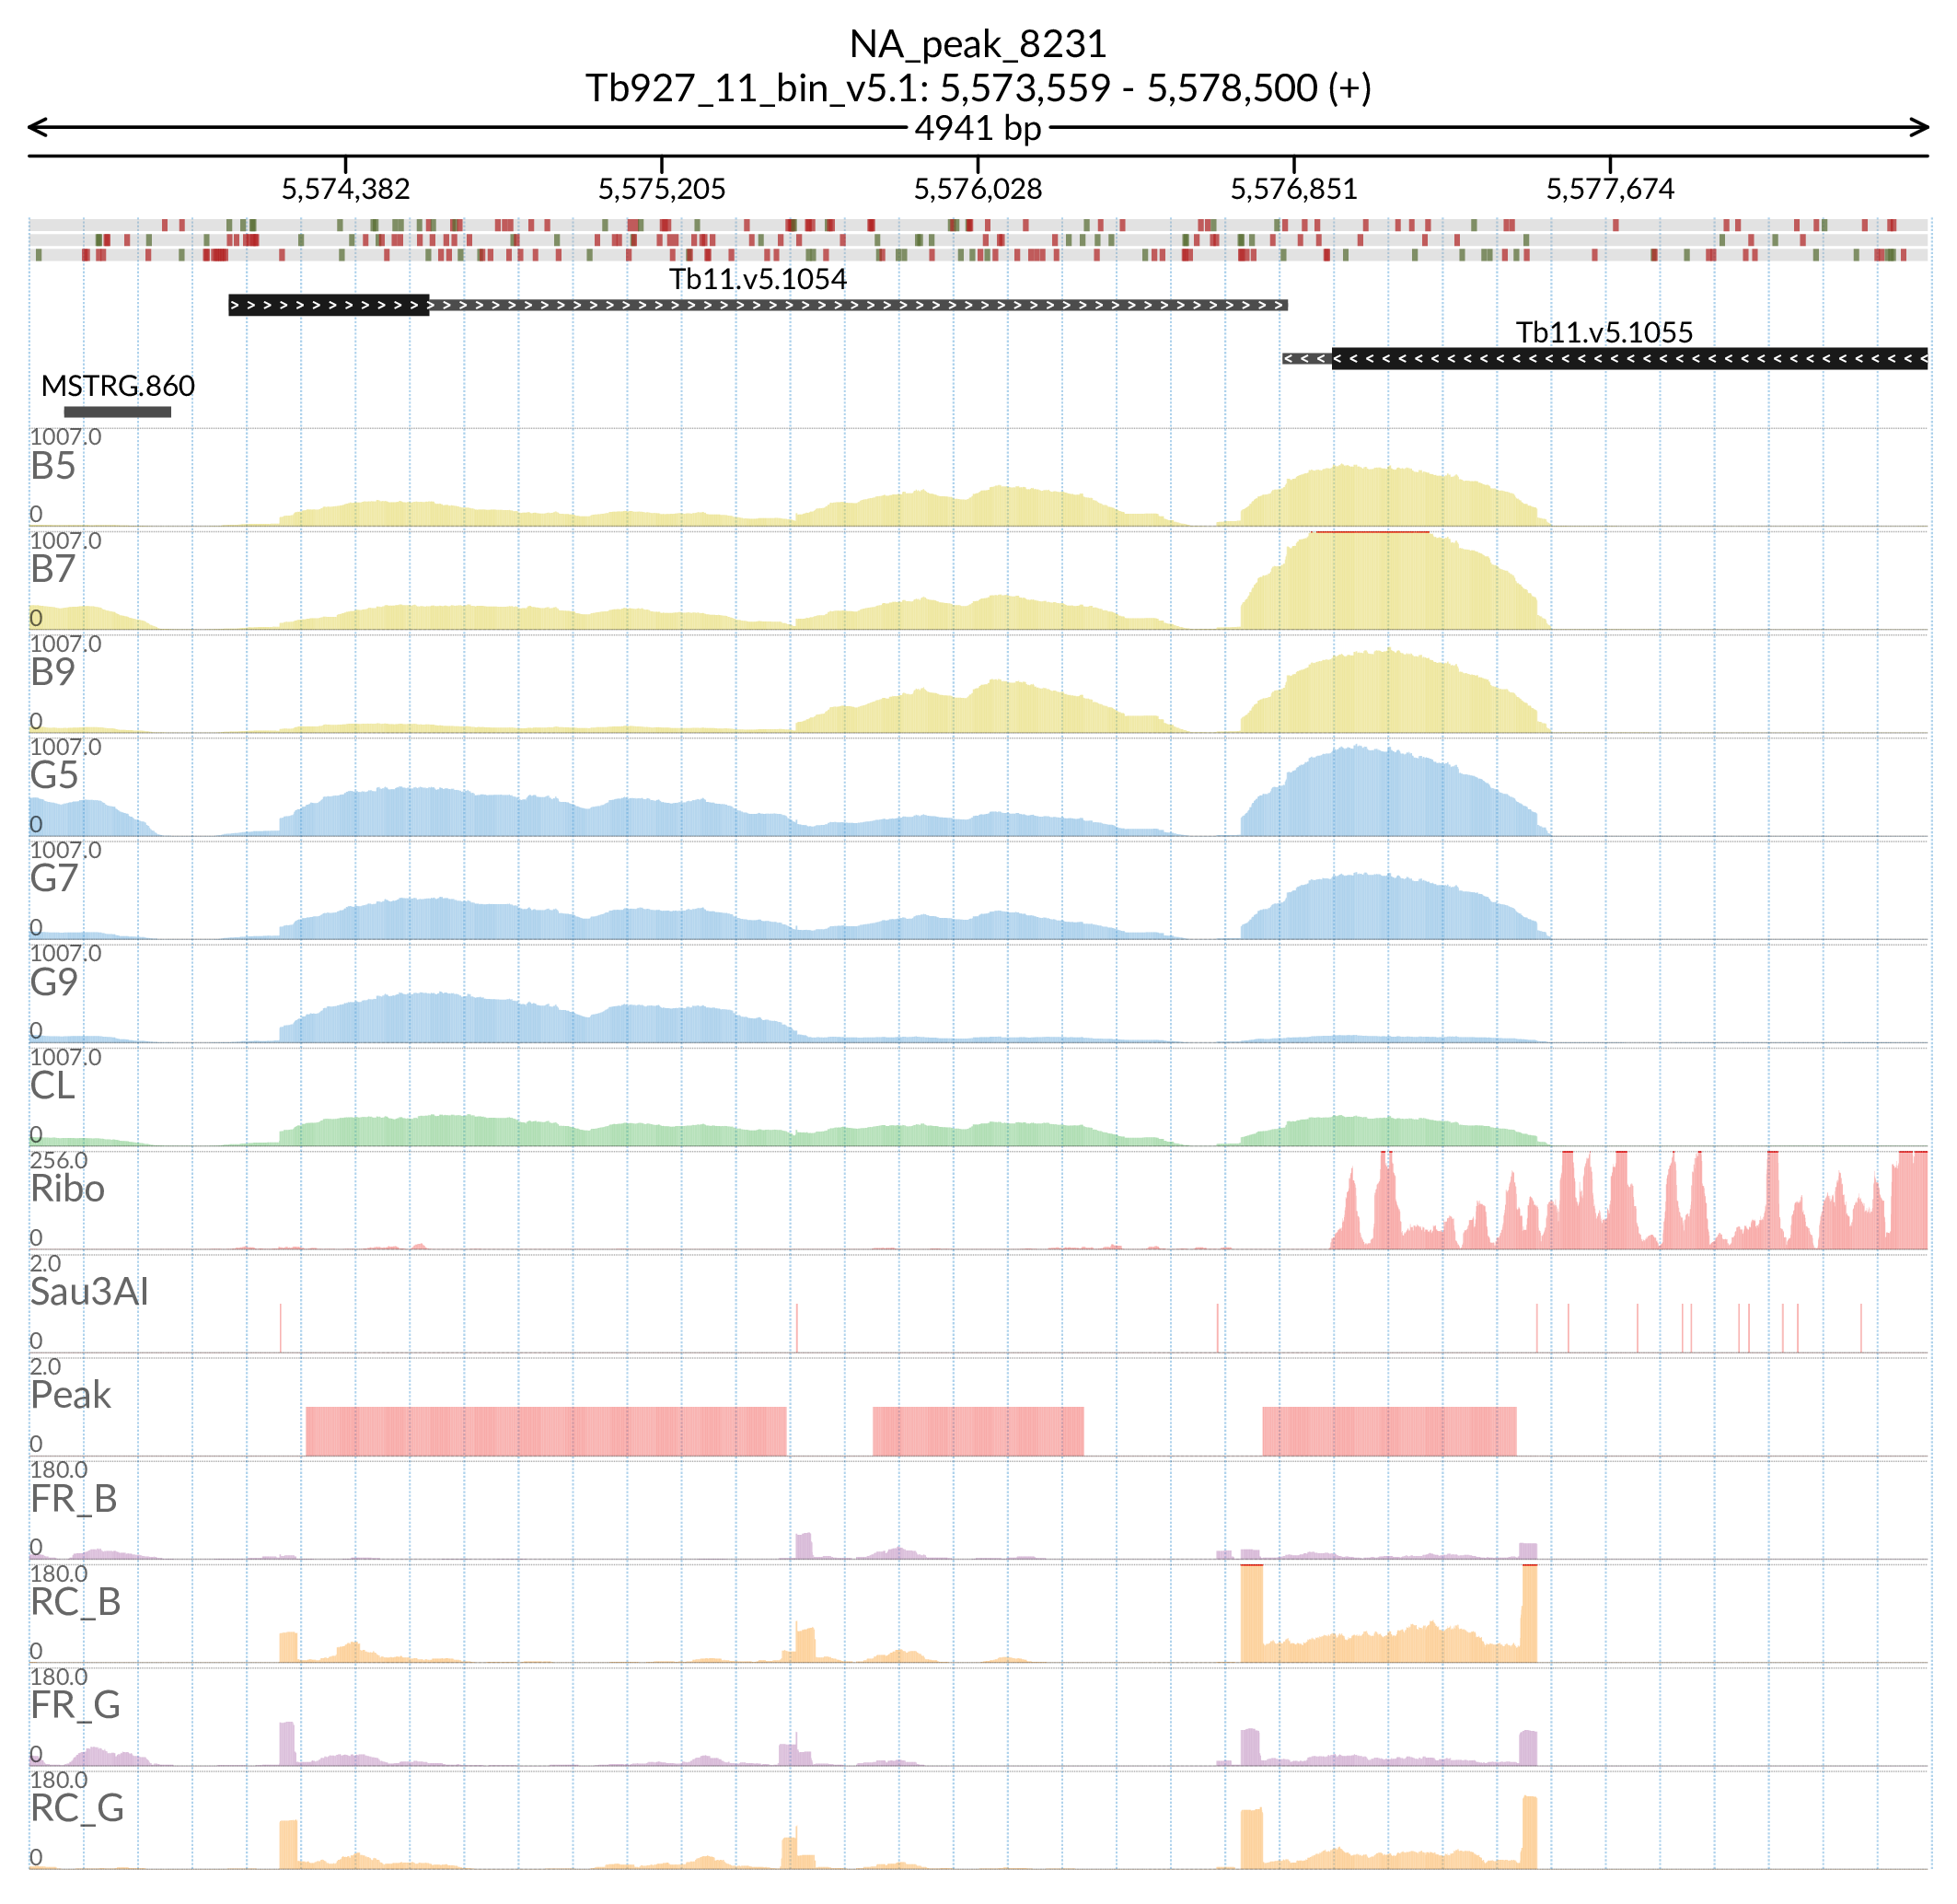 NA_peak_8231
Tb927_11_bin_v5.1: 5,573,559 - 5,578,500 (+)
4941 bp
5,574,382 5,575,205 5,576,028 5,576,851 5,577,674
Tb11.v5.1054
Tb11.v5.1055
MSTRG.860
1007.0
B5
0
1007.0
B7
0
1007.0
B9
0
1007.0
G5
0
1007.0
G7
0
1007.0
G9
0
1007.0
CL
0
256.0
Ribo
0
2.0
Sau3AI
0
2.0
Peak
0
180.0
FR_B
0
180.0
RC_B
0
180.0
FR_G
0
180.0
RC_G
0